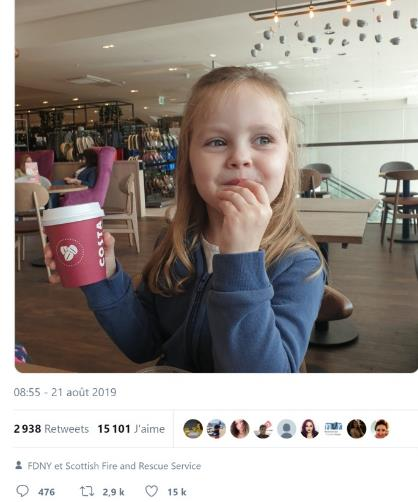 COSTA
08:55 - 21 août 2019
2 938 Retweets 15 101 J'aime
FDNY et Scottish Fire and Rescue Service
476 2,9 k 15 k